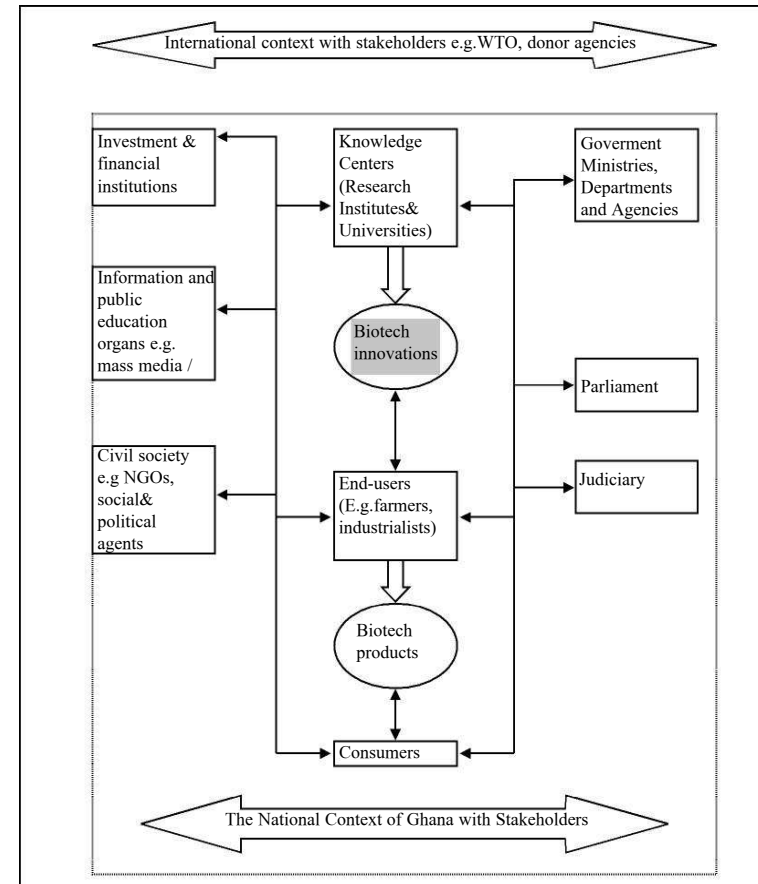 International context with stakeholders e.g.WTO, donor agencies
Investment &
financial
institutions
Knowledge
Centers
(Research
Institutes&
Universities)
Goverment
Ministries,
Departments
and Agencies
Information and
public
education
organs e.g.
mass media /
Biotech
innovations
Parliament
Civil society
e.g NGOs,
social&
political
agents
End-users
(E.g.farmers,
industrialists)
Judiciary
Biotech
products
Consumers
The National Context of Ghana with Stakeholders